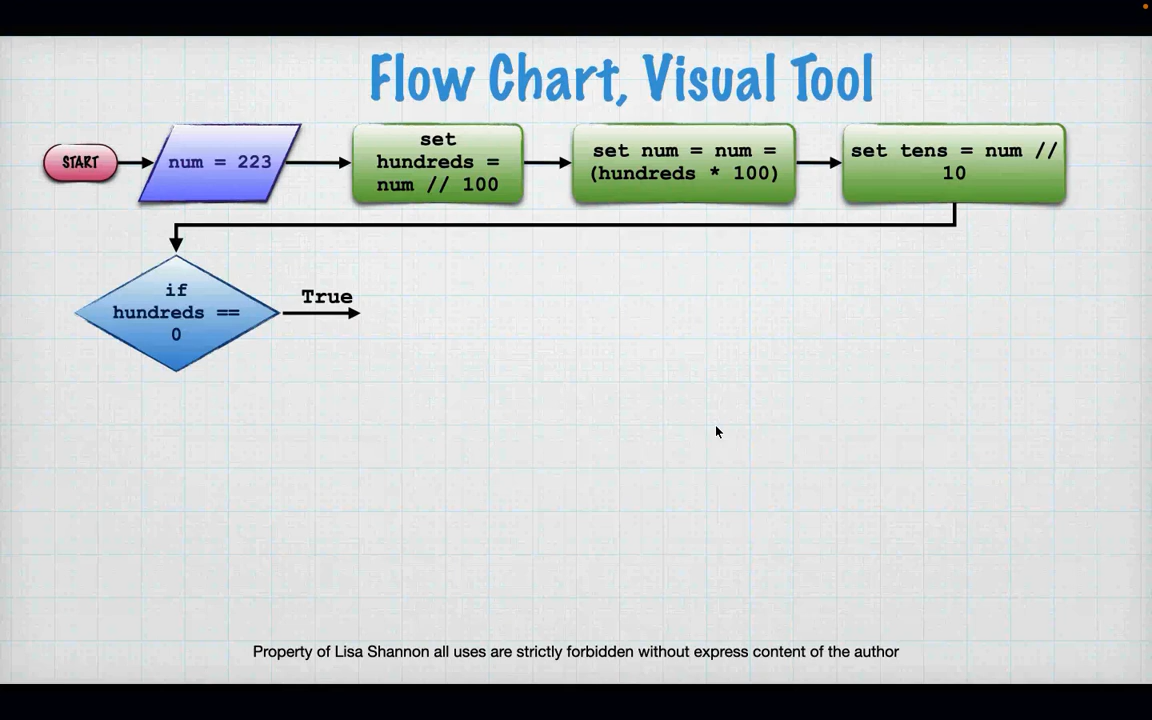 Flow Chart, Visual Tool
START
num = 223
set
hundreds =
num // 100
set num = num =
(hundreds * 100)
set tens = num //
10
if
hundreds ==
0
True
Property of Lisa Shannon all uses are strictly forbidden without express content of the author